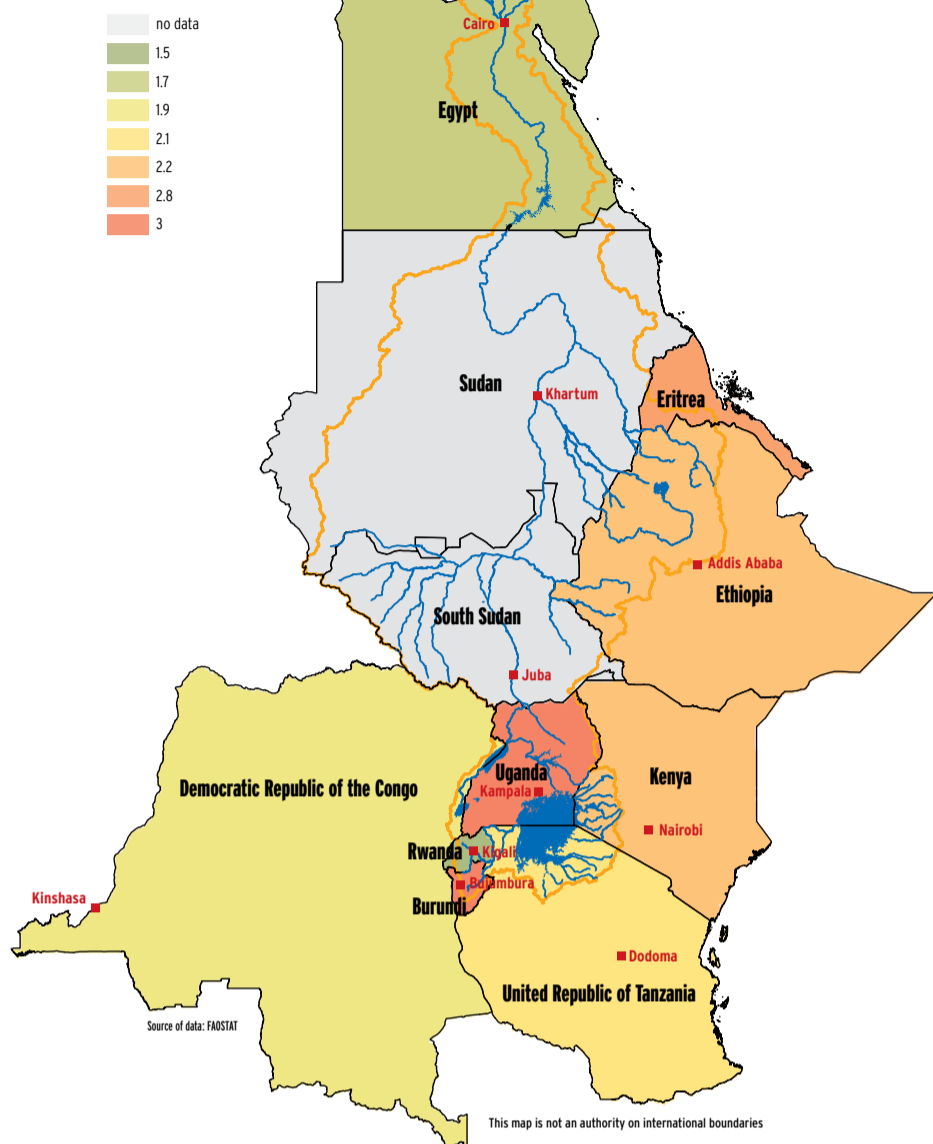 no data
1.5
1.7
1.9
2.1
2.2
2.8
3
Cairo
Egypt
Sudan
Khartum
Eritrea
Addis Ababa
Ethiopia
South Sudan
Juba
Uganda
Kampala
Kenya
Democratic Republic of the Congo
Nairobi
Rwanda
Kigali
Bujumbura
Burundi
Kinshasa
Dodoma
United Republic of Tanzania
Source of data: FAOSTAT
This map is not an authority on international boundaries